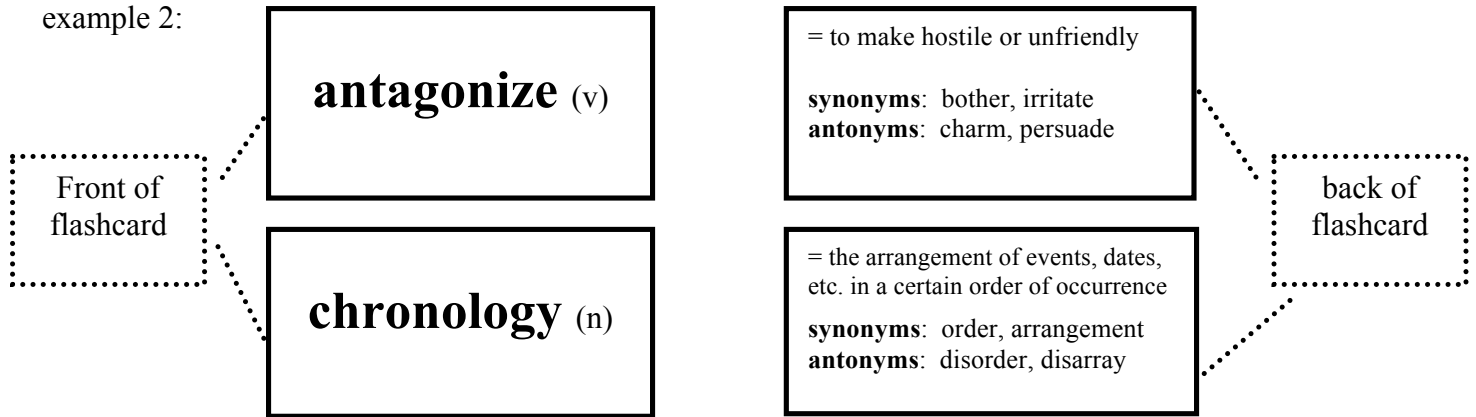 example 2:
antagonize (v)
= to make hostile or unfriendly
synonyms: bother, irritate
antonyms: charm, persuade
Front of
flashcard
back of
flashcard
chronology (n)
= the arrangement of events, dates,
etc. in a certain order of occurrence
synonyms: order, arrangement
antonyms: disorder, disarray